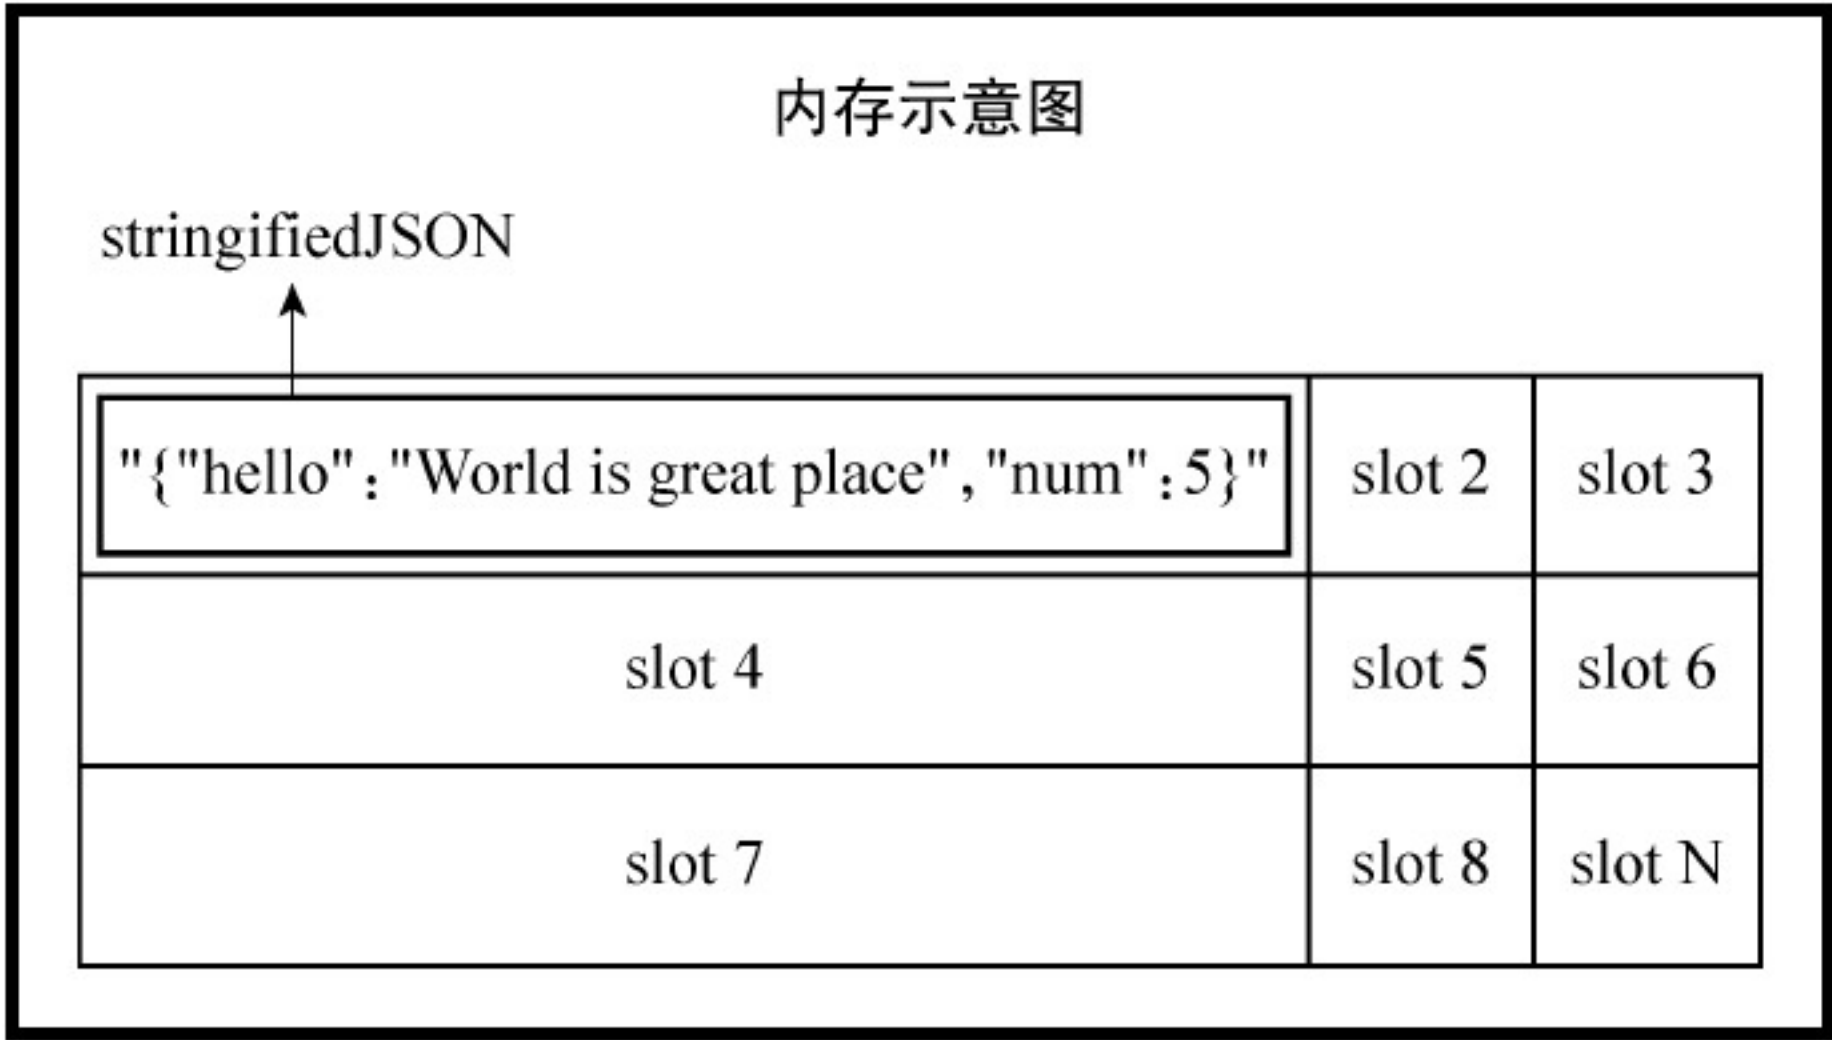 内存示意图
stringifiedJSON
"{"hello":"World is great place","num":5}" slot 2 slot 3
slot 4 slot 5 slot 6
slot 7 slot 8 slot N